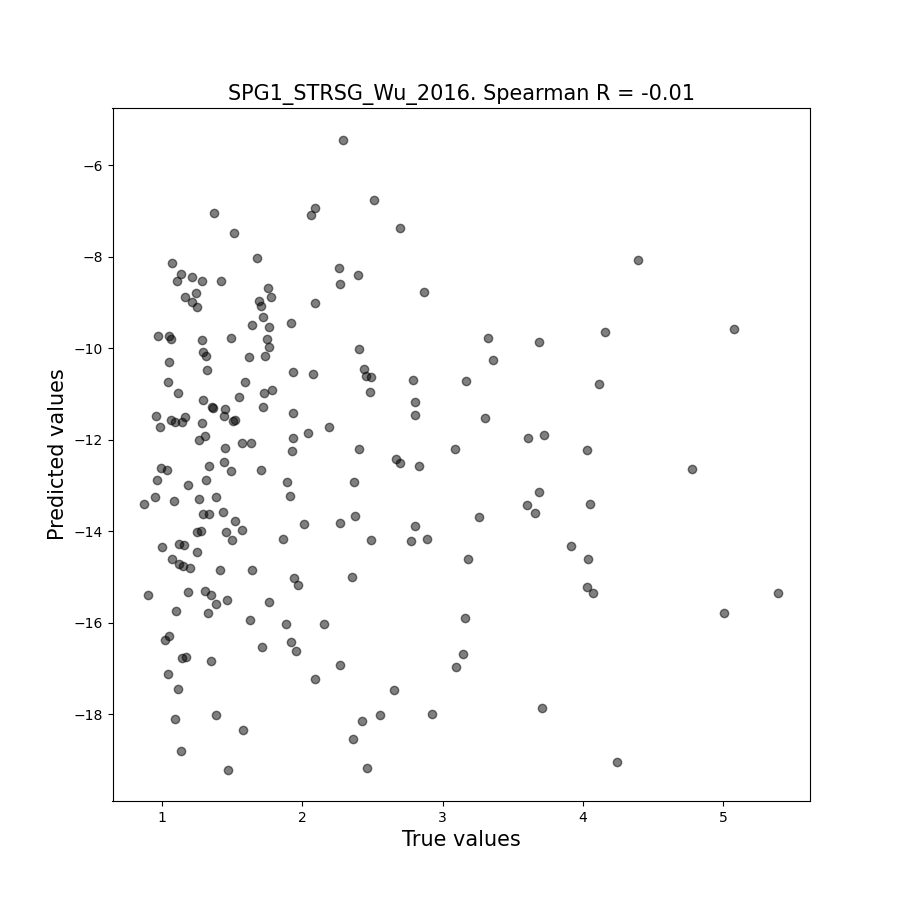 SPG1_STRSG_Wu_2016. Spearman R = -0.01
Predicted values
−6
−8
−10
−12
−14
−16
−18
1 2 3 4 5
True values